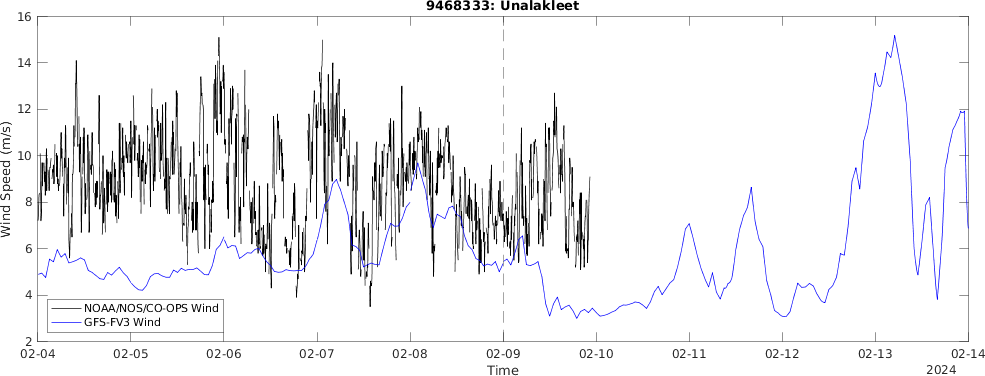 9468333: Unalakleet
16
14
12
10
8
6
4
2
Wind Speed (m/s)
NOAA/NOS/CO-OPS Wind
GFS-FV3 Wind
02-04 02-05 02-06 02-07 02-08 02-09 02-10 02-11 02-12 02-13 02-14
Time
2024